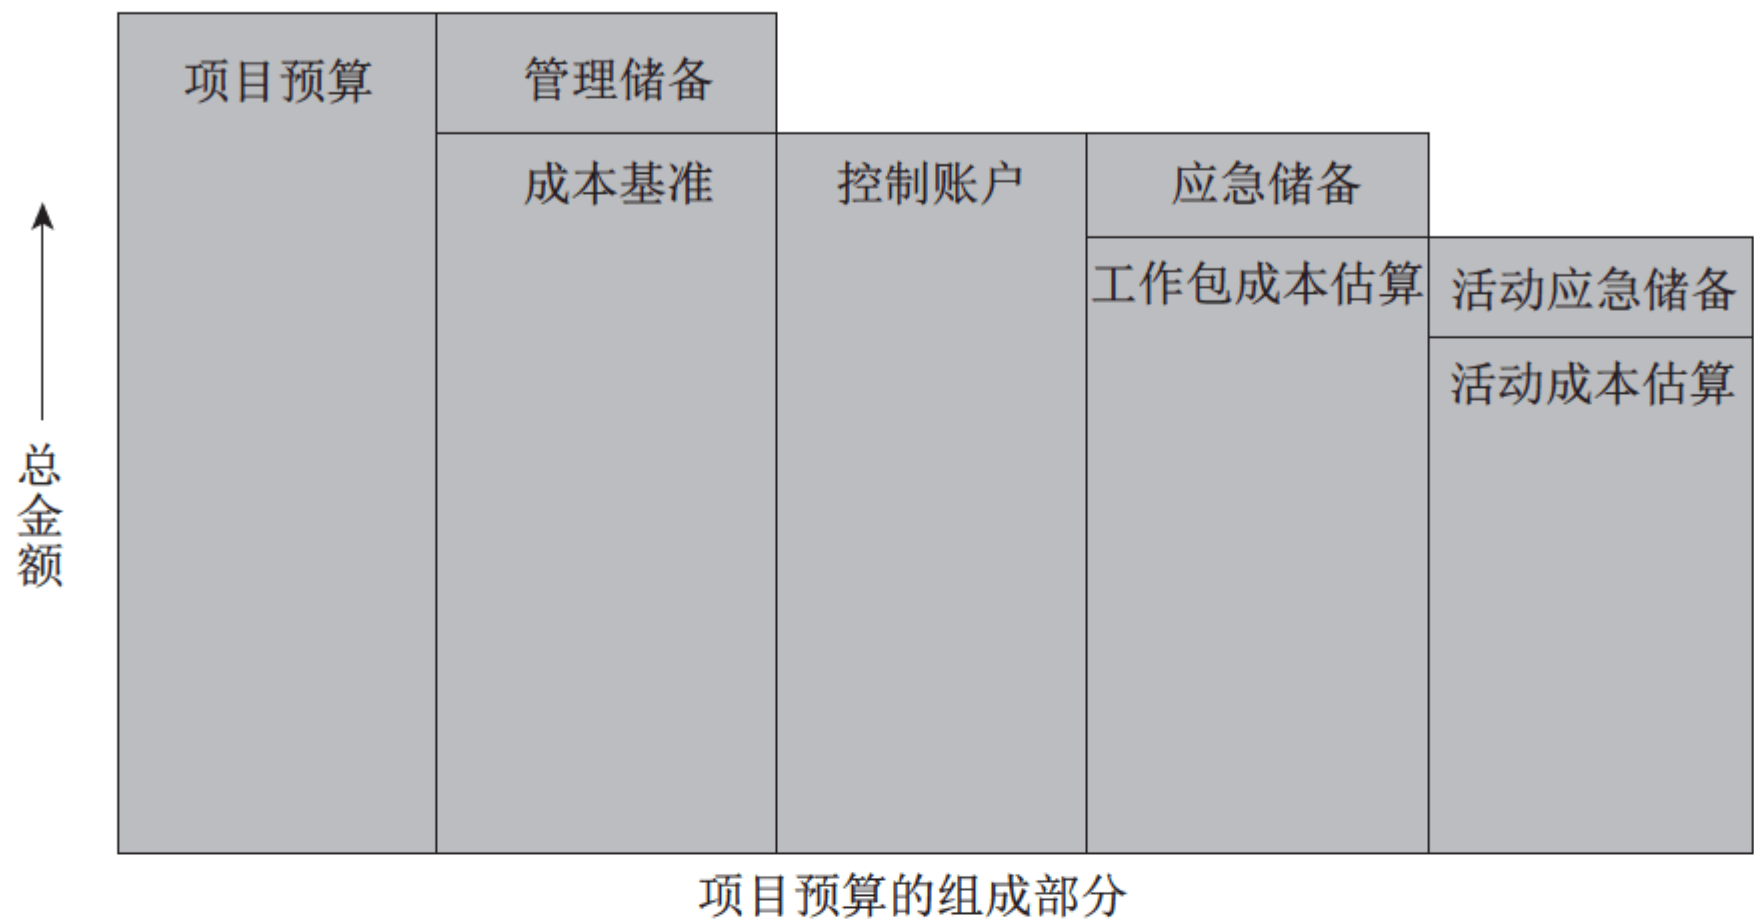 项目预算
管理储备
成本基准
控制账户
应急储备
工作包成本估算
活动应急储备
活动成本估算
总金额
项目预算的组成部分